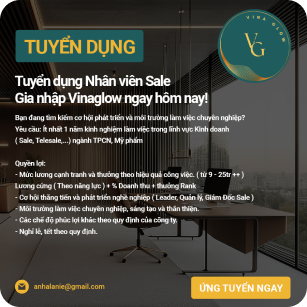 VINA GLOW
VG
TUYỂN DỤNG
Tuyển dụng Nhân viên Sale
Gia nhập Vinaglow ngay hôm nay!
Bạn đang tìm kiếm cơ hội phát triển và môi trường làm việc chuyên nghiệp?
Yêu cầu: Ít nhất 1 năm kinh nghiệm làm việc trong lĩnh vực Kinh doanh
( Sale, Telesale,...) ngành TPCN, Mỹ phẩm
Quyền lợi:
- Mức lương cạnh tranh và thưởng theo hiệu quả công việc. ( từ 9 - 25tr ++ )
Lương cứng ( Theo năng lực ) + % Doanh thu + thưởng Rank
- Cơ hội thăng tiến và phát triển nghề nghiệp ( Leader, Quản lý, Giám Đốc Sale )
- Môi trường làm việc chuyên nghiệp, sáng tạo và thân thiện.
- Các chế độ phúc lợi khác theo quy định của công ty.
- Nghỉ lễ, tết theo quy định.
anhalanie@gmail.com
ỨNG TUYỂN NGAY